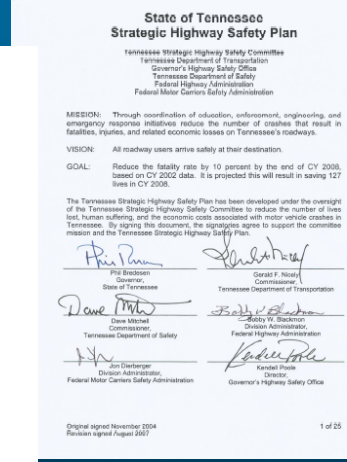 State of Tennessee
Strategic Highway Safety Plan
Tennessee Strategic Highway Safety Committee
Tennessee Department of Transportation
Governor's Highway Safety Office
Tennessee Department of Safety
Federal Highway Administration
Federal Motor Carriers Safety Administration
MISSION: Through coordination of education, enforcement, engineering, and
emergency response initiatives reduce the number of crashes that result in
fatalities, injuries, and related economic losses on Tennessee's roadways.
VISION: All roadway users arrive safely at their destination.
GOAL: Reduce the fatality rate by 10 percent by the end of CY 2008,
based on CY 2002 data. It is projected this will result in saving 127
lives in CY 2008.
The Tennessee Strategic Highway Safety Plan has been developed under the oversight
of the Tennessee Strategic Highway Safety Committee to reduce the number of lives
lost, human suffering, and the economic costs associated with motor vehicle crashes in
Tennessee. By signing this document, the signatories agree to support the committee
mission and the Tennessee Strategic Highway Safety Plan.
Phil Bredesen
Governor,
State of Tennessee
Gerald F. Nicely
Commissioner,
Tennessee Department of Transportation
Dave Mitchell
Commissioner,
Tennessee Department of Safety
Bobby W. Blackmon
Bobby W. Blackmon
Division Administrator,
Federal Highway Administration
Jon Dierberger
Division Administrator,
Federal Motor Carriers Safety Administration
Kendell Poole
Kendell Poole
Director,
Governor's Highway Safety Office
Original signed November 2004
Revision signed August 2007
1 of 25